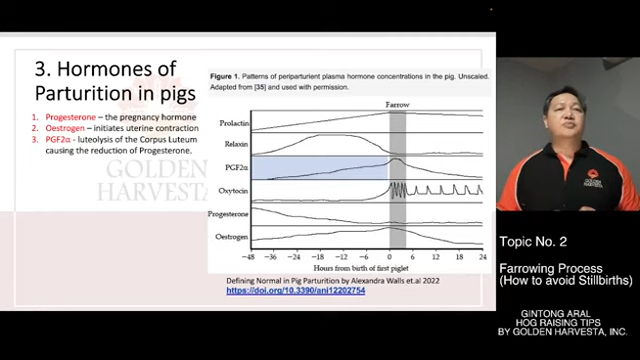 3. Hormones of
Parturition in pigs
1. Progesterone – the pregnancy hormone
2. Oestrogen – initiates uterine contraction
3. PGF2α - luteolysis of the Corpus Luteum
causing the reduction of Progesterone.
GOLDEN
HARVESTA
Figure 1. Patterns of periparturient plasma hormone concentrations in the pig. Unscaled.
Adapted from [35] and used with permission.
Farrow
Prolactin
Relaxin
PGF2α
Oxytocin
Progesterone
Oestrogen
-48 -36 -30 -24 -18 -12 -6 0 6 12 18 24
Hours from birth of first piglet
Defining Normal in Pig Parturition by Alexandra Walls et.al 2022
https://doi.org/10.3390/ani12202754
Topic No. 2
Farrowing Process
(How to avoid Stillbirths)
GINTONG ARAL
HOG RAISING TIPS
BY GOLDEN HARVESTA, INC.